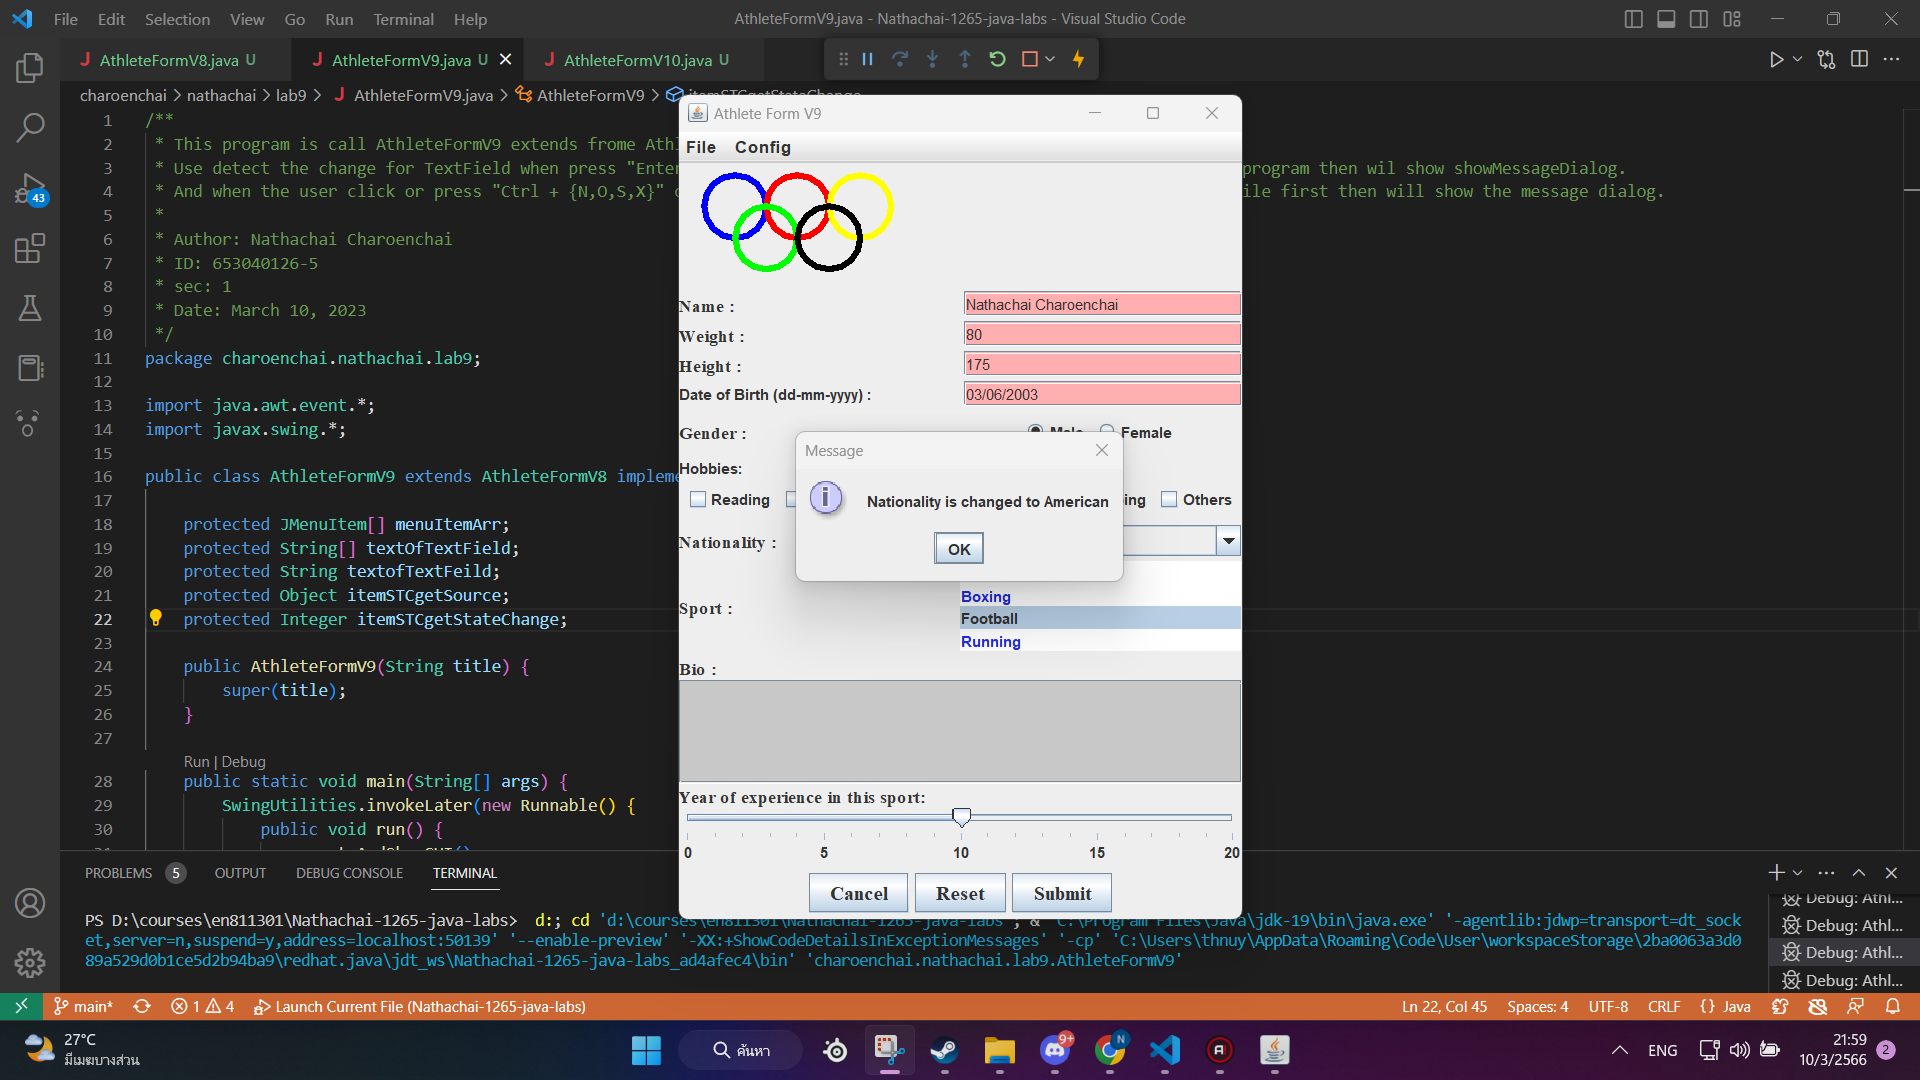 File Edit Selection View Go Run Terminal Help
AthleteFormV9.java - Nathachai-1265-java-labs - Visual Studio Code
AthleteFormV8.java U
AthleteFormV9.java U
AthleteFormV10.java U
charoenchai > nathachai > lab9 > AthleteFormV9.java > AthleteFormV9 > itemSTCgetStateChange
1 /**
2 * This program is call AthleteFormV9 extends frome Athl
3 * Use detect the change for TextField when press "Enter program then wil show showMessageDialog.
4 * And when the user click or press "Ctrl + {N,O,S,X}" ile first then will show the message dialog.
5 *
6 * Author: Nathachai Charoenchai
7 * ID: 653040126-5
8 * sec: 1
9 * Date: March 10, 2023
10 */
11 package charoenchai.nathachai.lab9;
12
13 import java.awt.event.*;
14 import javax.swing.*;
15
16 public class AthleteFormV9 extends AthleteFormV8 impleme
17
18 protected JMenuItem[] menuItemArr;
19 protected String[] textOfTextField;
20 protected String textofTextFeild;
21 protected Object itemSTCgetSource;
22 protected Integer itemSTCgetStateChange;
23
24 public AthleteFormV9(String title) {
25 super(title);
26 }
27
Run | Debug
28 public static void main(String[] args) {
29 SwingUtilities.invokeLater(new Runnable() {
30 public void run() {
43
Athlete Form V9
File Config
Name : Nathachai Charoenchai
Weight : 80
Height : 175
Date of Birth (dd-mm-yyyy) : 03/06/2003
Gender : Male Female
Hobbies:
Reading ing Others
Message
Nationality is changed to American
OK
Nationality :
Sport :
Boxing
Football
Running
Bio :
Year of experience in this sport:
0 5 10 15 20
Cancel Reset Submit
PROBLEMS 5 OUTPUT DEBUG CONSOLE TERMINAL
PS D:\courses\en811301\Nathachai-1265-java-labs> d:; cd 'd:\courses\en811301\Nathachai-1265-java-labs'; & 'C:\Program Files\Java\jdk-19\bin\java.exe' '-agentlib:jdwp=transport=dt_sock
et,server=n,suspend=y,address=localhost:50139' '--enable-preview' '-XX:+ShowCodeDetailsInExceptionMessages' '-cp' 'C:\Users\thnuy\AppData\Roaming\Code\User\workspaceStorage\2ba0063a3d0
89a529d0b1ce5d2b94ba9\redhat.java\jdt_ws\Nathachai-1265-java-labs_ad4afec4\bin' 'charoenchai.nathachai.lab9.AthleteFormV9'
Debug: Athl...
Debug: Athl...
Debug: Athl...
Debug: Athl...
main* 1 4 Launch Current File (Nathachai-1265-java-labs)
Ln 22, Col 45 Spaces: 4 UTF-8 CRLF {} Java
27°C
มีเมฆบางส่วน
ค้นหา
9+
N
ENG
21:59
10/3/2566
2